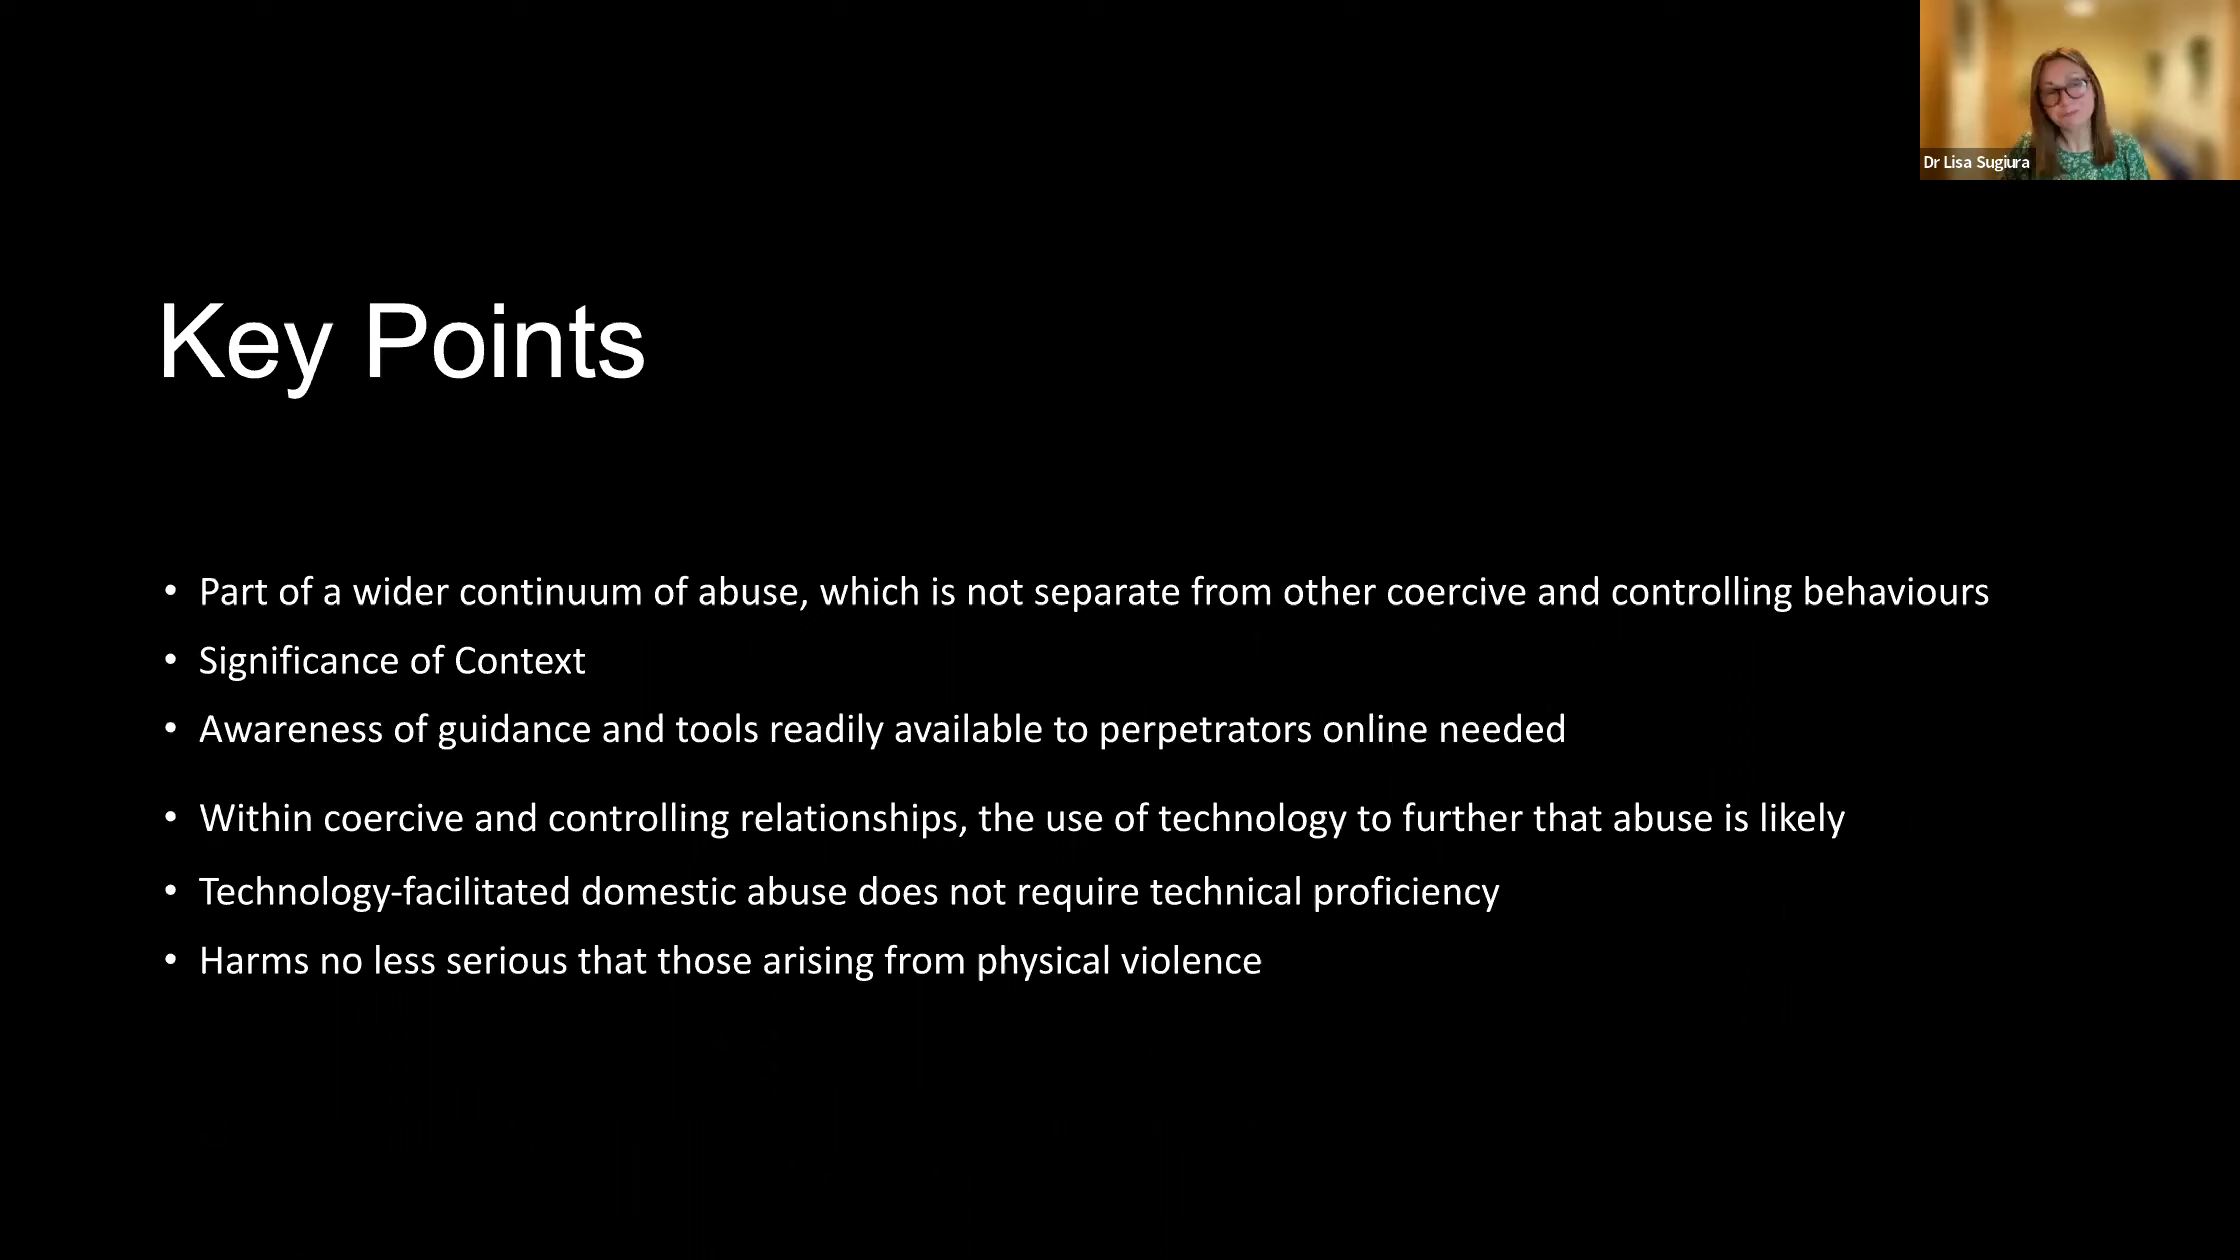 Dr Lisa Sugiura
Key Points
• Part of a wider continuum of abuse, which is not separate from other coercive and controlling behaviours
• Significance of Context
• Awareness of guidance and tools readily available to perpetrators online needed
• Within coercive and controlling relationships, the use of technology to further that abuse is likely
• Technology-facilitated domestic abuse does not require technical proficiency
• Harms no less serious that those arising from physical violence